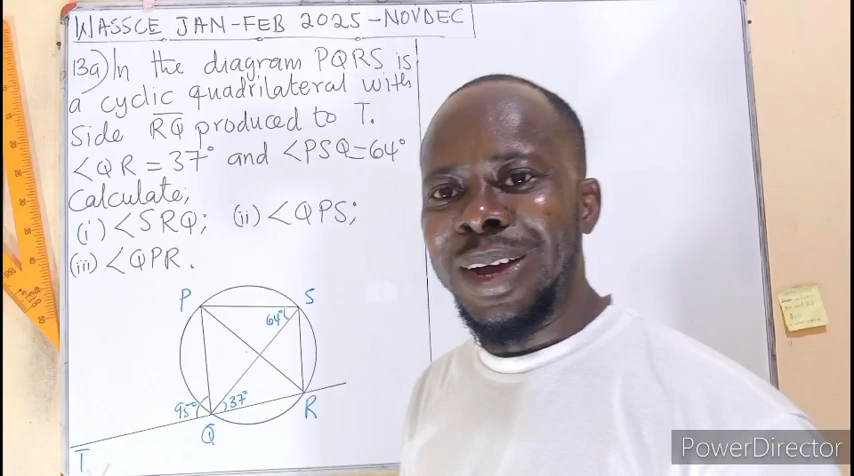 WASSCE JAN-FEB 2025-NOVDEC
13a) In the diagram PQRS is
a cyclic quadrilateral with
Side RQ produced to T.
<QR = 37° and <PSQ=64°
Calculate;
(i) <SRQ; (ii) <QPS;
(iii) <QPR.
P
S
64°
95°
37°
R
Q
T
PowerDirector